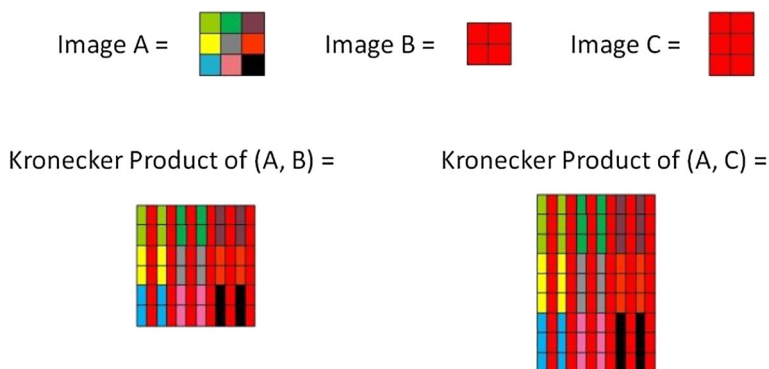 Image A =
Image B =
Image C =
Kronecker Product of (A, B) =
Kronecker Product of (A, C) =